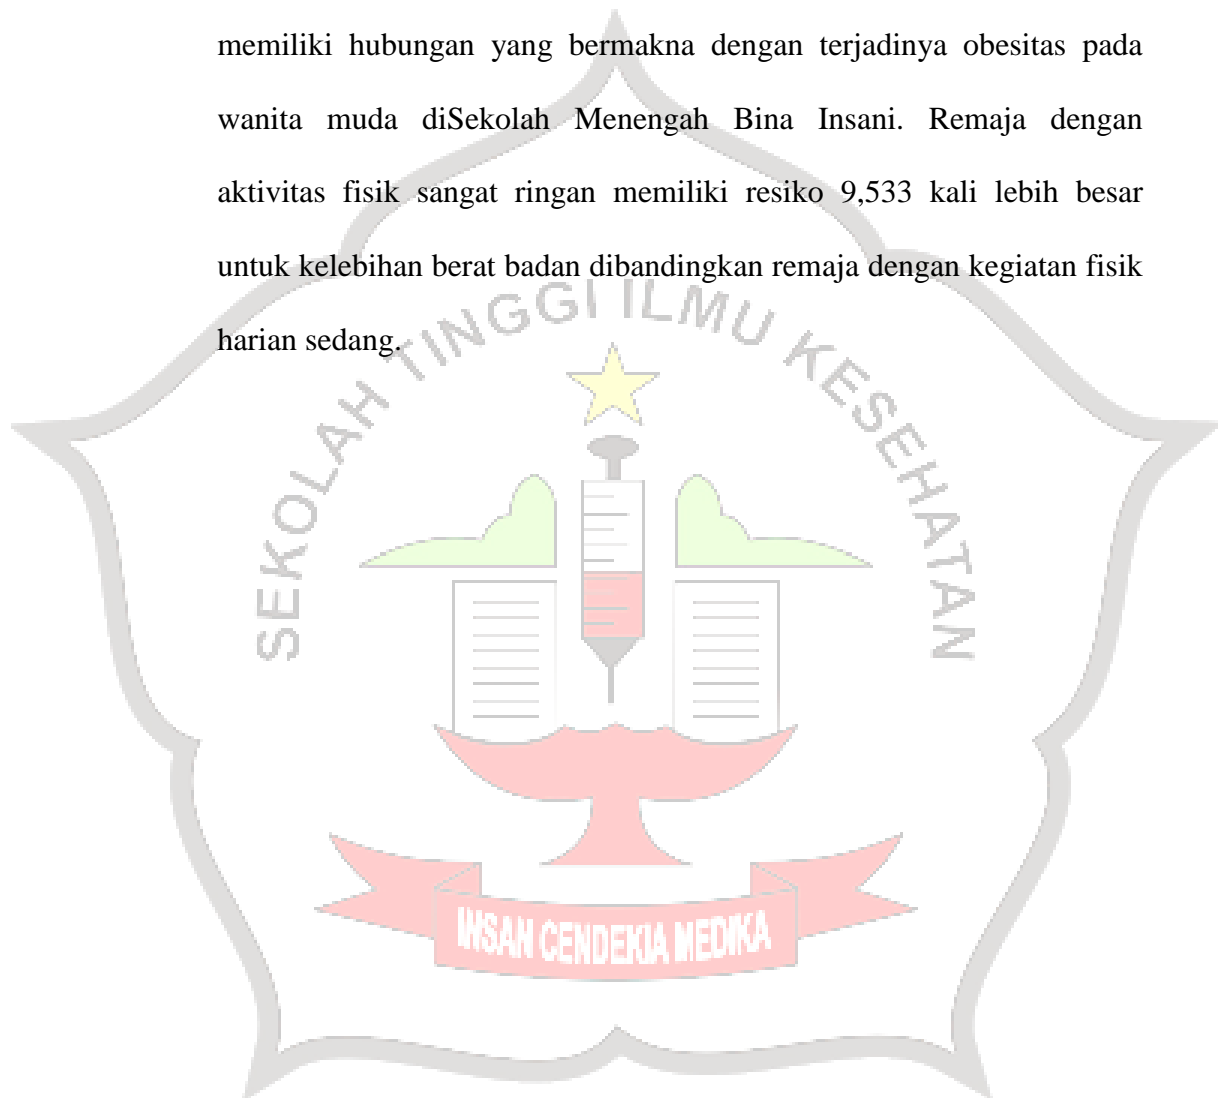 memiliki hubungan yang bermakna dengan terjadinya obesitas pada
wanita muda diSekolah Menengah Bina Insani. Remaja dengan
aktivitas fisik sangat ringan memiliki resiko 9,533 kali lebih besar
untuk kelebihan berat badan dibandingkan remaja dengan kegiatan fisik
harian sedang.
SEKOLAH TINGGI ILMU KESEHATAN
INSAN CENDEKIA MEDIKA